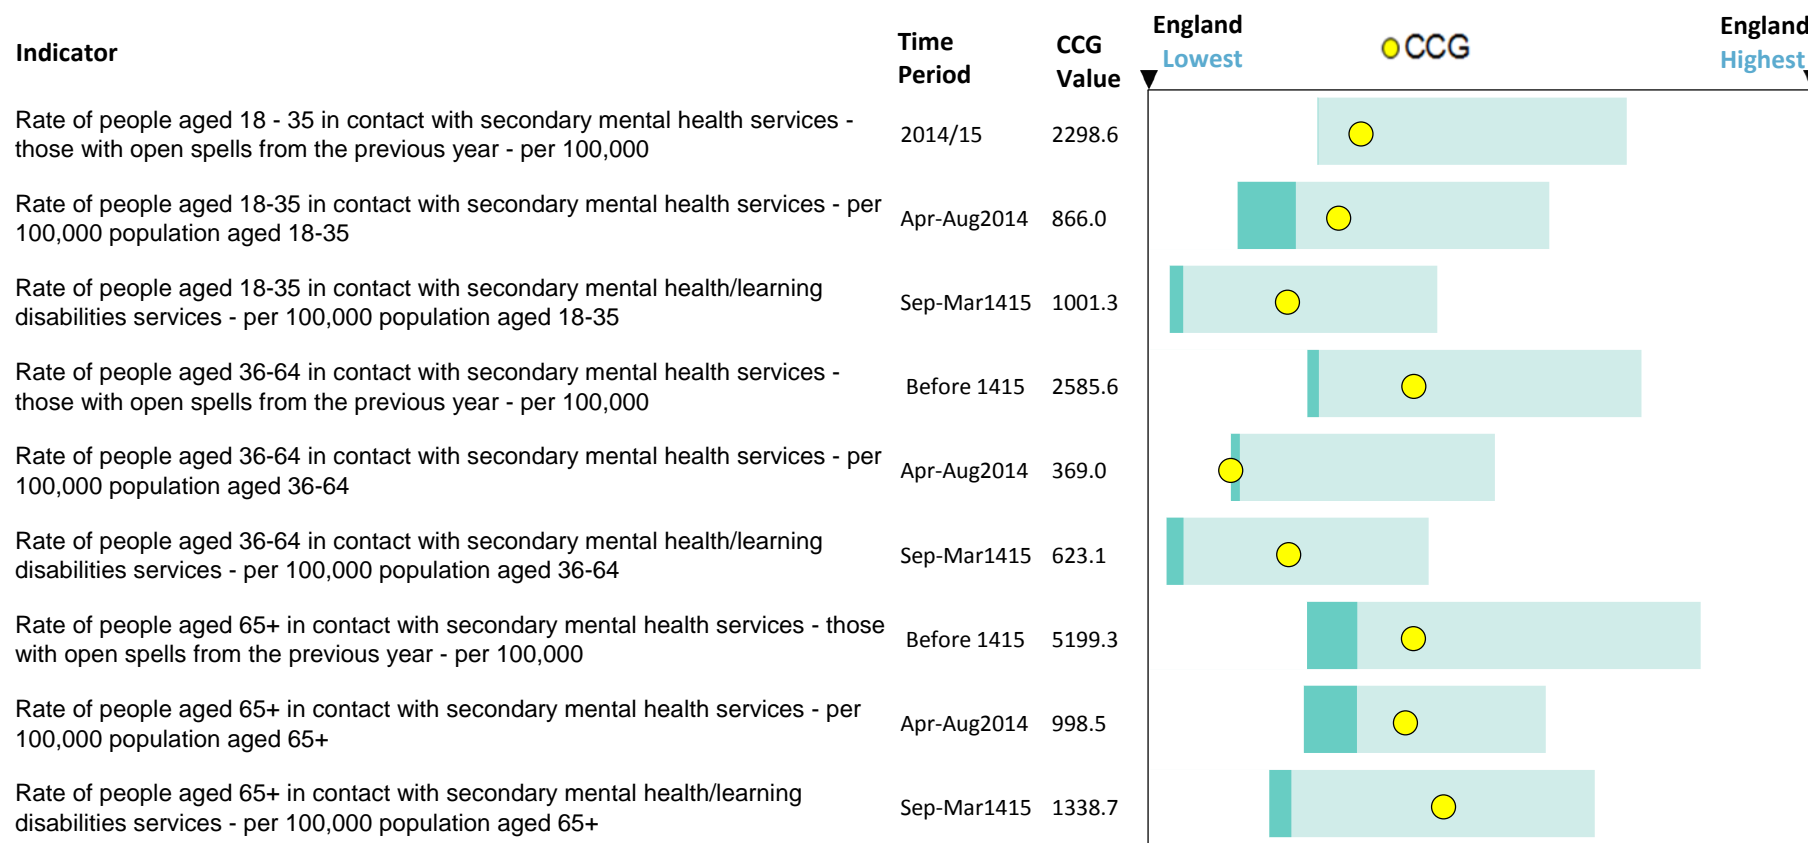 Indicator
Time
Period
CCG
Value
England
Lowest
CCG
England
Highest
Rate of people aged 18 - 35 in contact with secondary mental health services -
those with open spells from the previous year - per 100,000
2014/15
2298.6
Rate of people aged 18-35 in contact with secondary mental health services - per
100,000 population aged 18-35
Apr-Aug2014
866.0
Rate of people aged 18-35 in contact with secondary mental health/learning
disabilities services - per 100,000 population aged 18-35
Sep-Mar1415
1001.3
Rate of people aged 36-64 in contact with secondary mental health services -
those with open spells from the previous year - per 100,000
Before 1415
2585.6
Rate of people aged 36-64 in contact with secondary mental health services - per
100,000 population aged 36-64
Apr-Aug2014
369.0
Rate of people aged 36-64 in contact with secondary mental health/learning
disabilities services - per 100,000 population aged 36-64
Sep-Mar1415
623.1
Rate of people aged 65+ in contact with secondary mental health services - those
with open spells from the previous year - per 100,000
Before 1415
5199.3
Rate of people aged 65+ in contact with secondary mental health services - per
100,000 population aged 65+
Apr-Aug2014
998.5
Rate of people aged 65+ in contact with secondary mental health/learning
disabilities services - per 100,000 population aged 65+
Sep-Mar1415
1338.7